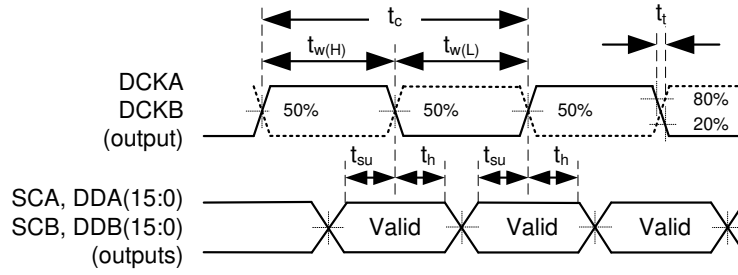 t_c
t_t
t_w(H) t_w(L)
DCKA
DCKB
(output)
50% 50% 50% 80%
20%
t_su t_h t_su t_h
SCA, DDA(15:0)
SCB, DDB(15:0)
(outputs)
Valid Valid Valid